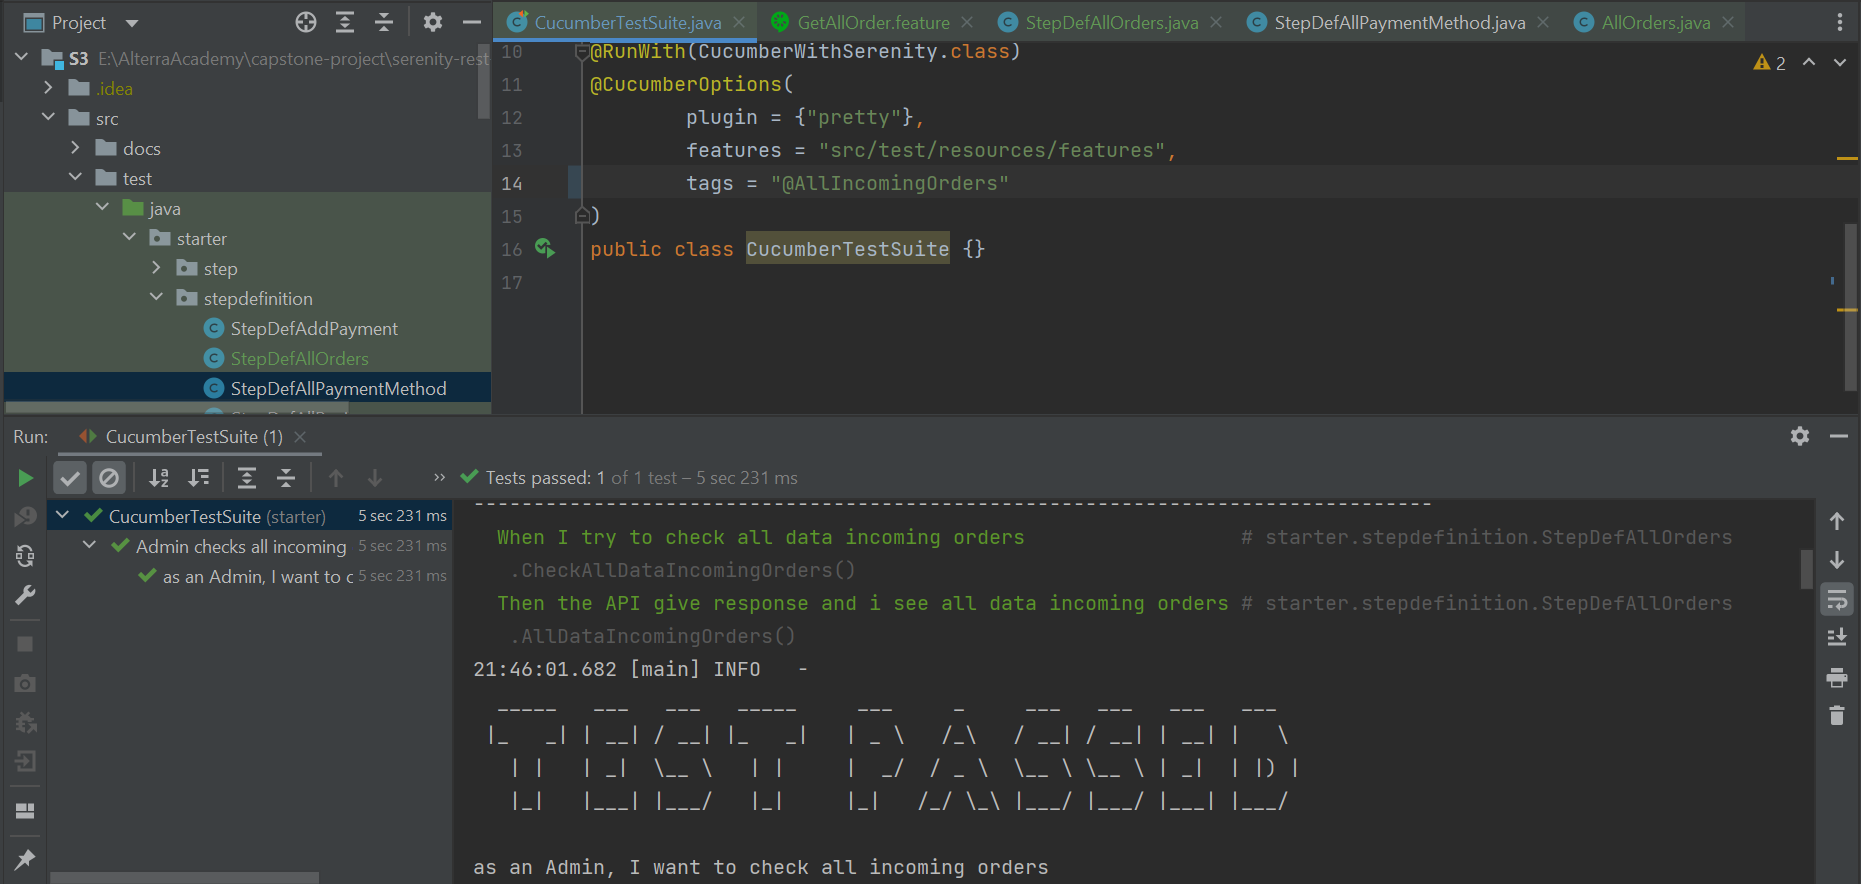 Project
CucumberTestSuite.java
GetAllOrder.feature
StepDefAllOrders.java
StepDefAllPaymentMethod.java
AllOrders.java
S3 E:\AlterraAcademy\capstone-project\serenity-rest
.idea
src
docs
test
java
starter
step
stepdefinition
StepDefAddPayment
StepDefAllOrders
StepDefAllPaymentMethod
10 @RunWith(CucumberWithSerenity.class)
11 @CucumberOptions(
12 plugin = {"pretty"},
13 features = "src/test/resources/features",
14 tags = "@AllIncomingOrders"
15 )
16 public class CucumberTestSuite {}
17
2
Run: CucumberTestSuite (1)
Tests passed: 1 of 1 test – 5 sec 231 ms
CucumberTestSuite (starter) 5 sec 231 ms
Admin checks all incoming 5 sec 231 ms
as an Admin, I want to c 5 sec 231 ms
When I try to check all data incoming orders # starter.stepdefinition.StepDefAllOrders
.CheckAllDataIncomingOrders()
Then the API give response and i see all data incoming orders # starter.stepdefinition.StepDefAllOrders
.AllDataIncomingOrders()
21:46:01.682 [main] INFO -
TEST PASSED
as an Admin, I want to check all incoming orders